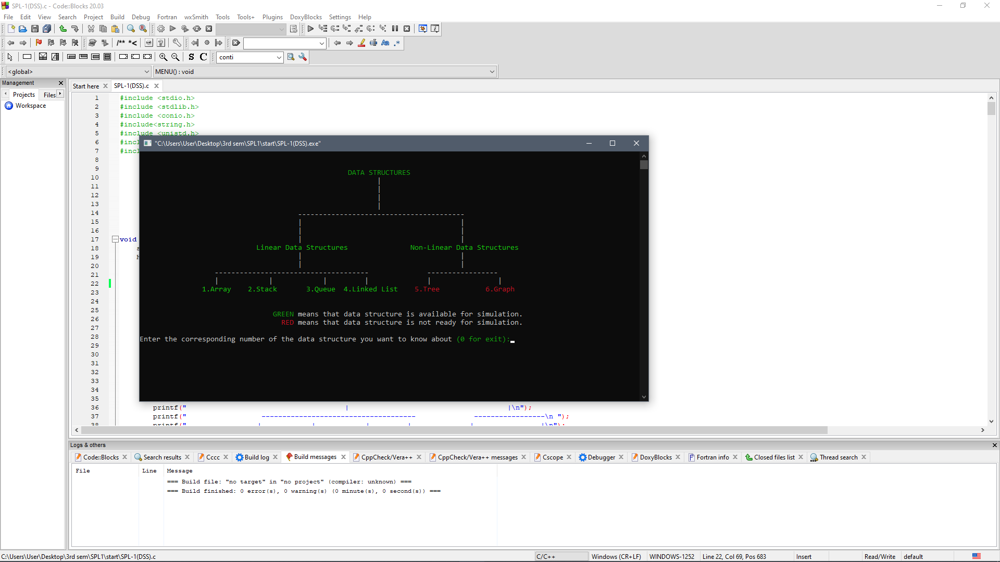 SPL-1(DSS).c - Code::Blocks 20.03
File Edit View Search Project Build Debug Fortran wxSmith Tools Tools+ Plugins DoxyBlocks Settings Help
/** *<
S C conti
<global> MENU() : void
Management
Projects Files
Workspace
Start here SPL-1(DSS).c
1 #include <stdio.h>
2 #include <stdlib.h>
3 #include <conio.h>
4 #include<string.h>
5 #include <unistd.h>
6 #incl
7 #incl
8
9
10
11
12
13
14
15
16
17 void
18
19
20
21
22
23
24
25
26
27
28
29
30
31
32
33
34
35
36 printf("                                      |                                      |\n");
37 printf("                  -------------------------------------              -----------------\n ");
38 printf("                 |            |            |         |              |                |\n");
"C:\Users\User\Desktop\3rd sem\SPL1\start\SPL-1(DSS).exe"
DATA STRUCTURES
Linear Data Structures Non-Linear Data Structures
1.Array 2.Stack 3.Queue 4.Linked List 5.Tree 6.Graph
GREEN means that data structure is available for simulation.
RED means that data structure is not ready for simulation.
Enter the corresponding number of the data structure you want to know about (0 for exit):
Logs & others
Code::Blocks Search results Cccc Build log Build messages CppCheck/Vera++ CppCheck/Vera++ messages Cscope Debugger DoxyBlocks Fortran info Closed files list Thread search
File Line Message
=== Build file: "no target" in "no project" (compiler: unknown) ===
=== Build finished: 0 error(s), 0 warning(s) (0 minute(s), 0 second(s)) ===
C:\Users\User\Desktop\3rd sem\SPL1\start\SPL-1(DSS).c C/C++ Windows (CR+LF) WINDOWS-1252 Line 22, Col 69, Pos 683 Insert Read/Write default